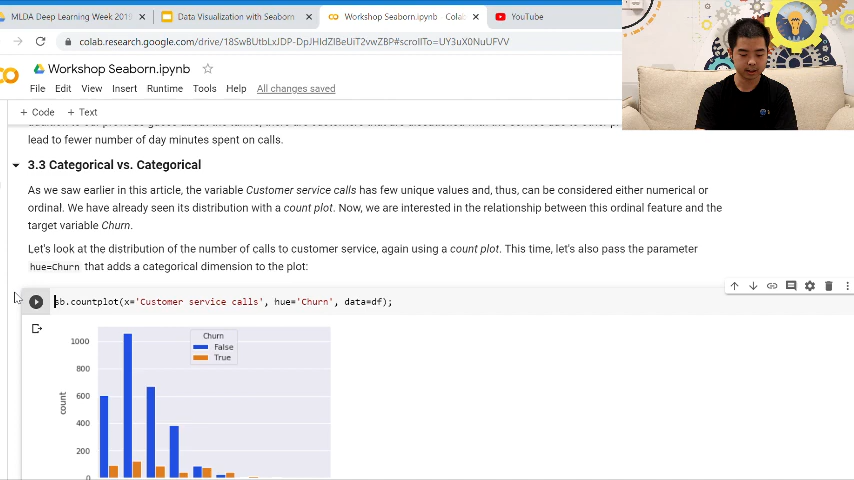 MLDA Deep Learning Week 2019
Data Visualization with Seaborn
Workshop Seaborn.ipynb - Colab
YouTube
colab.research.google.com/drive/
Workshop Seaborn.ipynb
File Edit View Insert Runtime Tools Help All changes saved
+ Code + Text
lead to fewer number of day minutes spent on calls.
3.3 Categorical vs. Categorical
As we saw earlier in this article, the variable Customer service calls has few unique values and, thus, can be considered either numerical or
ordinal. We have already seen its distribution with a count plot. Now, we are interested in the relationship between this ordinal feature and the
target variable Churn.
Let's look at the distribution of the number of calls to customer service, again using a count plot. This time, let's also pass the parameter
hue=Churn that adds a categorical dimension to the plot:
sb.countplot(x='Customer service calls', hue='Churn', data=df);
Churn
False
True
1000
800
600
400
200
0
count